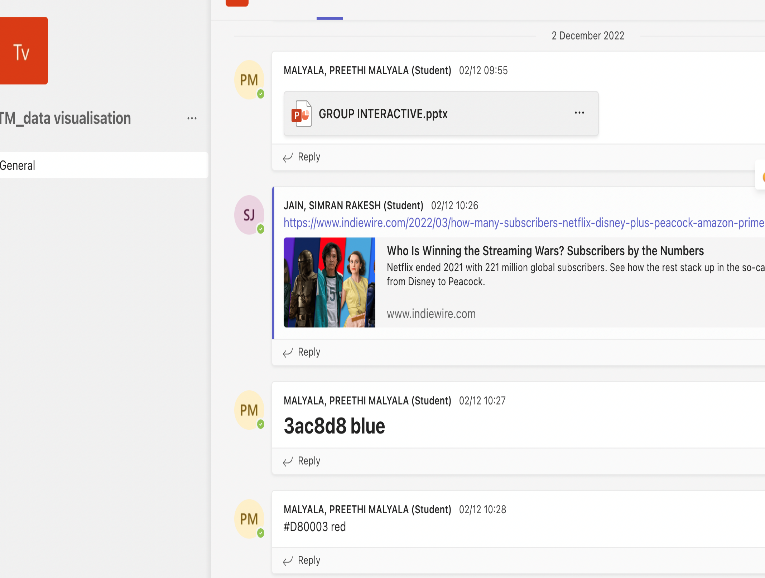 2 December 2022
Tv
TM_data visualisation
General
PM
MALYALA, PREETHI MALYALA (Student) 02/12 09:55
GROUP INTERACTIVE.pptx
Reply
SJ
JAIN, SIMRAN RAKESH (Student) 02/12 10:26
https://www.indiewire.com/2022/03/how-many-subscribers-netflix-disney-plus-peacock-amazon-prime
Who Is Winning the Streaming Wars? Subscribers by the Numbers
Netflix ended 2021 with 221 million global subscribers. See how the rest stack up in the so-ca
from Disney to Peacock.
www.indiewire.com
Reply
PM
MALYALA, PREETHI MALYALA (Student) 02/12 10:27
3ac8d8 blue
Reply
PM
MALYALA, PREETHI MALYALA (Student) 02/12 10:28
#D80003 red
Reply